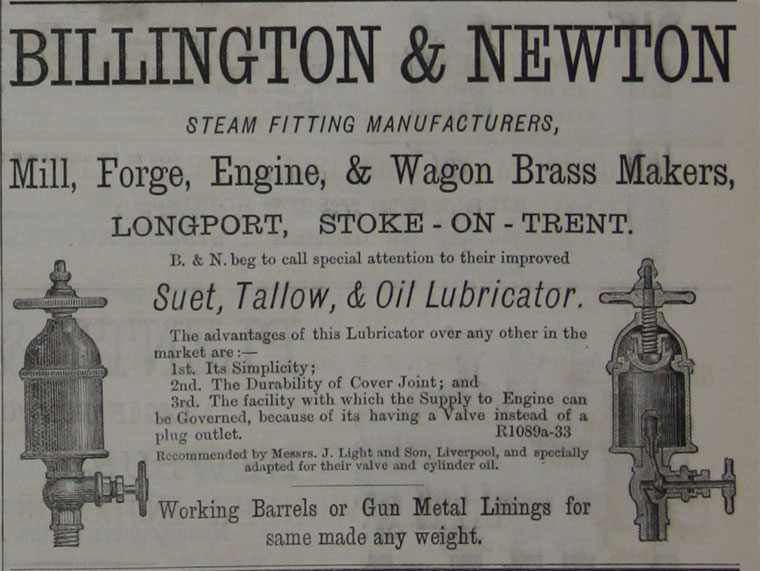 BILLINGTON & NEWTON
STEAM FITTING MANUFACTURERS,
Mill, Forge, Engine, & Wagon Brass Makers,
LONGPORT, STOKE - ON - TRENT.
B. & N. beg to call special attention to their improved
Suet, Tallow, & Oil Lubricator.
The advantages of this Lubricator over any other in the
market are :—
1st. Its Simplicity;
2nd. The Durability of Cover Joint; and
3rd. The facility with which the Supply to Engine can
be Governed, because of its having a Valve instead of a
plug outlet. R1089a-33
Recommended by Messrs. J. Light and Son, Liverpool, and specially
adapted for their valve and cylinder oil.
Working Barrels or Gun Metal Linings for
same made any weight.